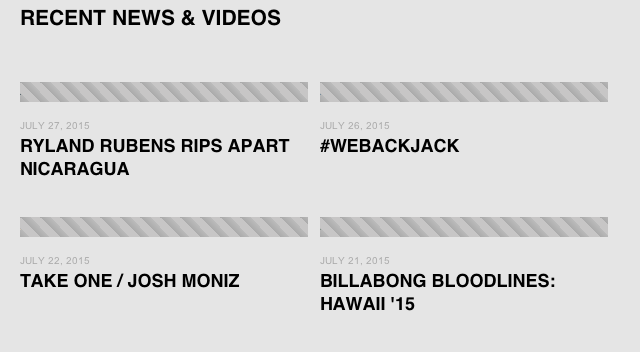 RECENT NEWS & VIDEOS
JULY 27, 2015
RYLAND RUBENS RIPS APART
NICARAGUA
JULY 26, 2015
#WEBACKJACK
JULY 22, 2015
TAKE ONE / JOSH MONIZ
JULY 21, 2015
BILLABONG BLOODLINES:
HAWAII '15